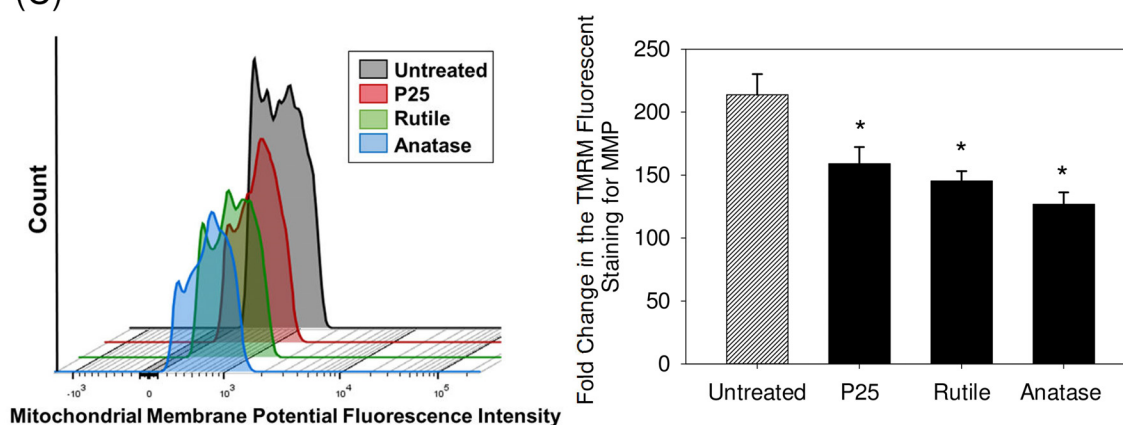 (C)
Untreated
P25
Rutile
Anatase
Count
-10³ 0 10³ 10⁴ 10⁵
Mitochondrial Membrane Potential Fluorescence Intensity
Fold Change in the TMRM Fluorescent
Staining for MMP
250
200
150
100
50
0
* * *
Untreated P25 Rutile Anatase